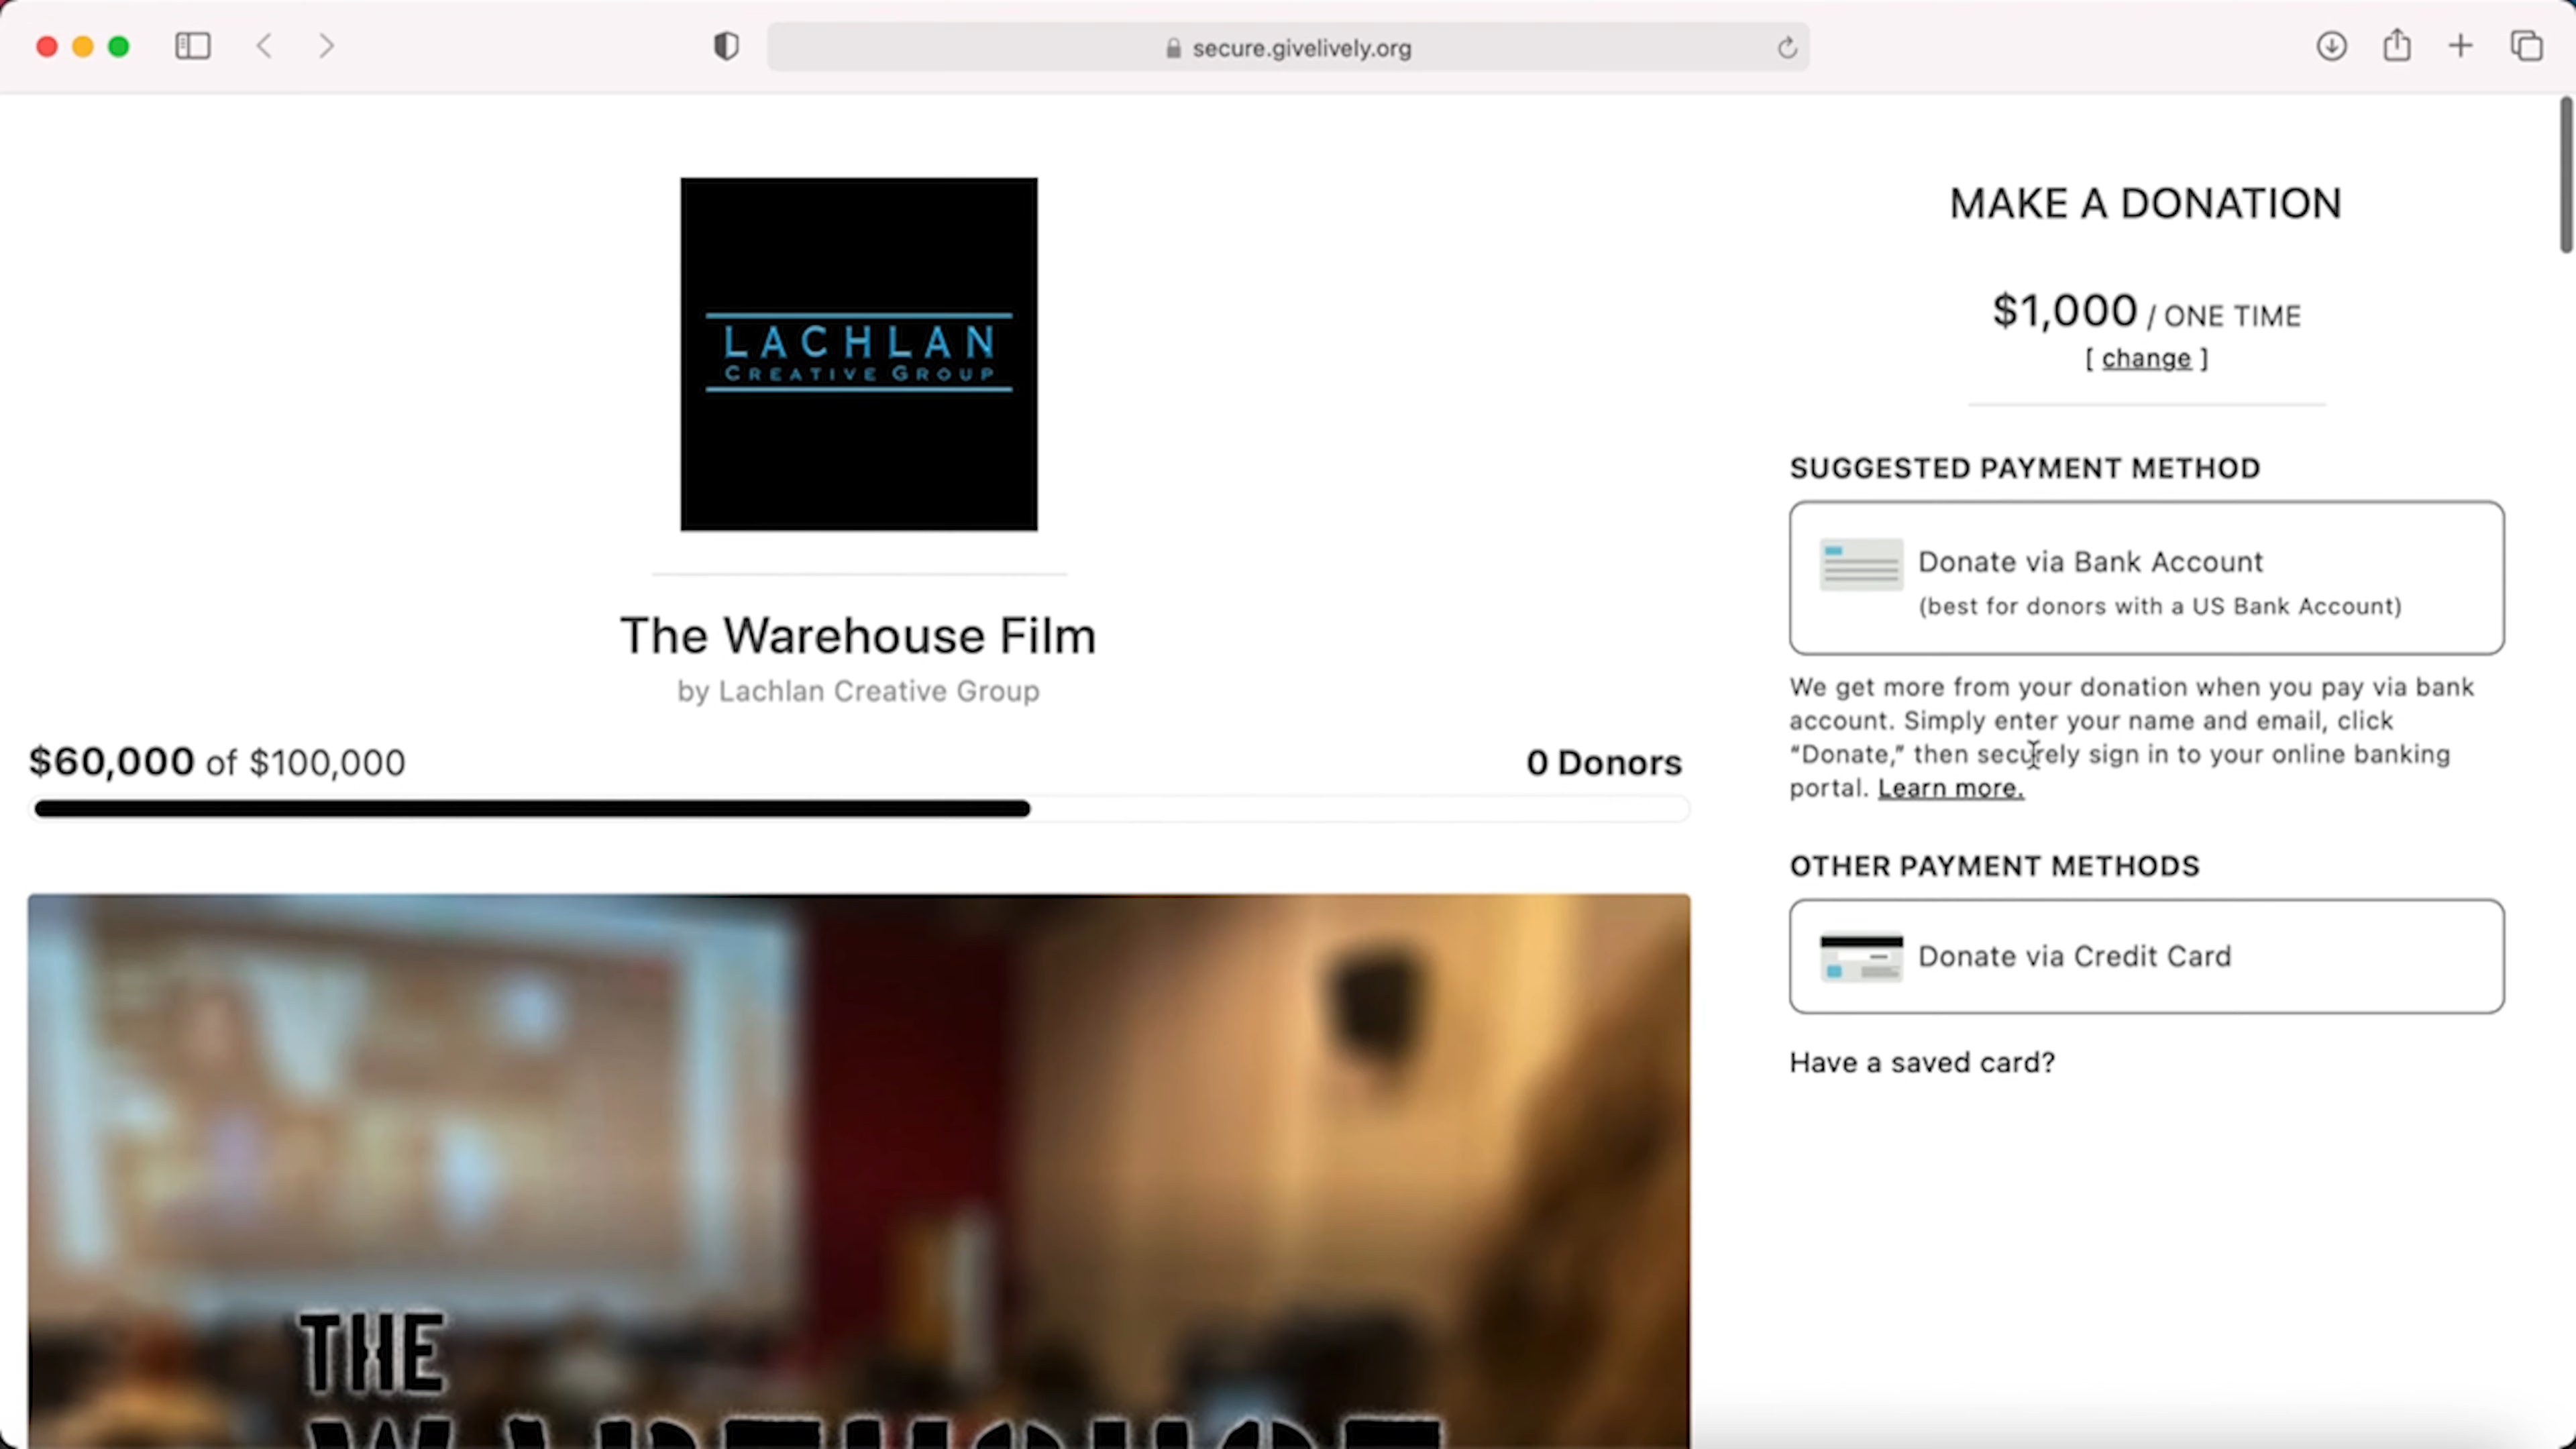 secure.givelively.org
LACHLAN
CREATIVE GROUP
The Warehouse Film
by Lachlan Creative Group
$60,000 of $100,000
0 Donors
THE
WAREHOUSE
MAKE A DONATION
$1,000 / ONE TIME
[ change ]
SUGGESTED PAYMENT METHOD
Donate via Bank Account
(best for donors with a US Bank Account)
We get more from your donation when you pay via bank
account. Simply enter your name and email, click
“Donate,” then securely sign in to your online banking
portal. Learn more.
OTHER PAYMENT METHODS
Donate via Credit Card
Have a saved card?